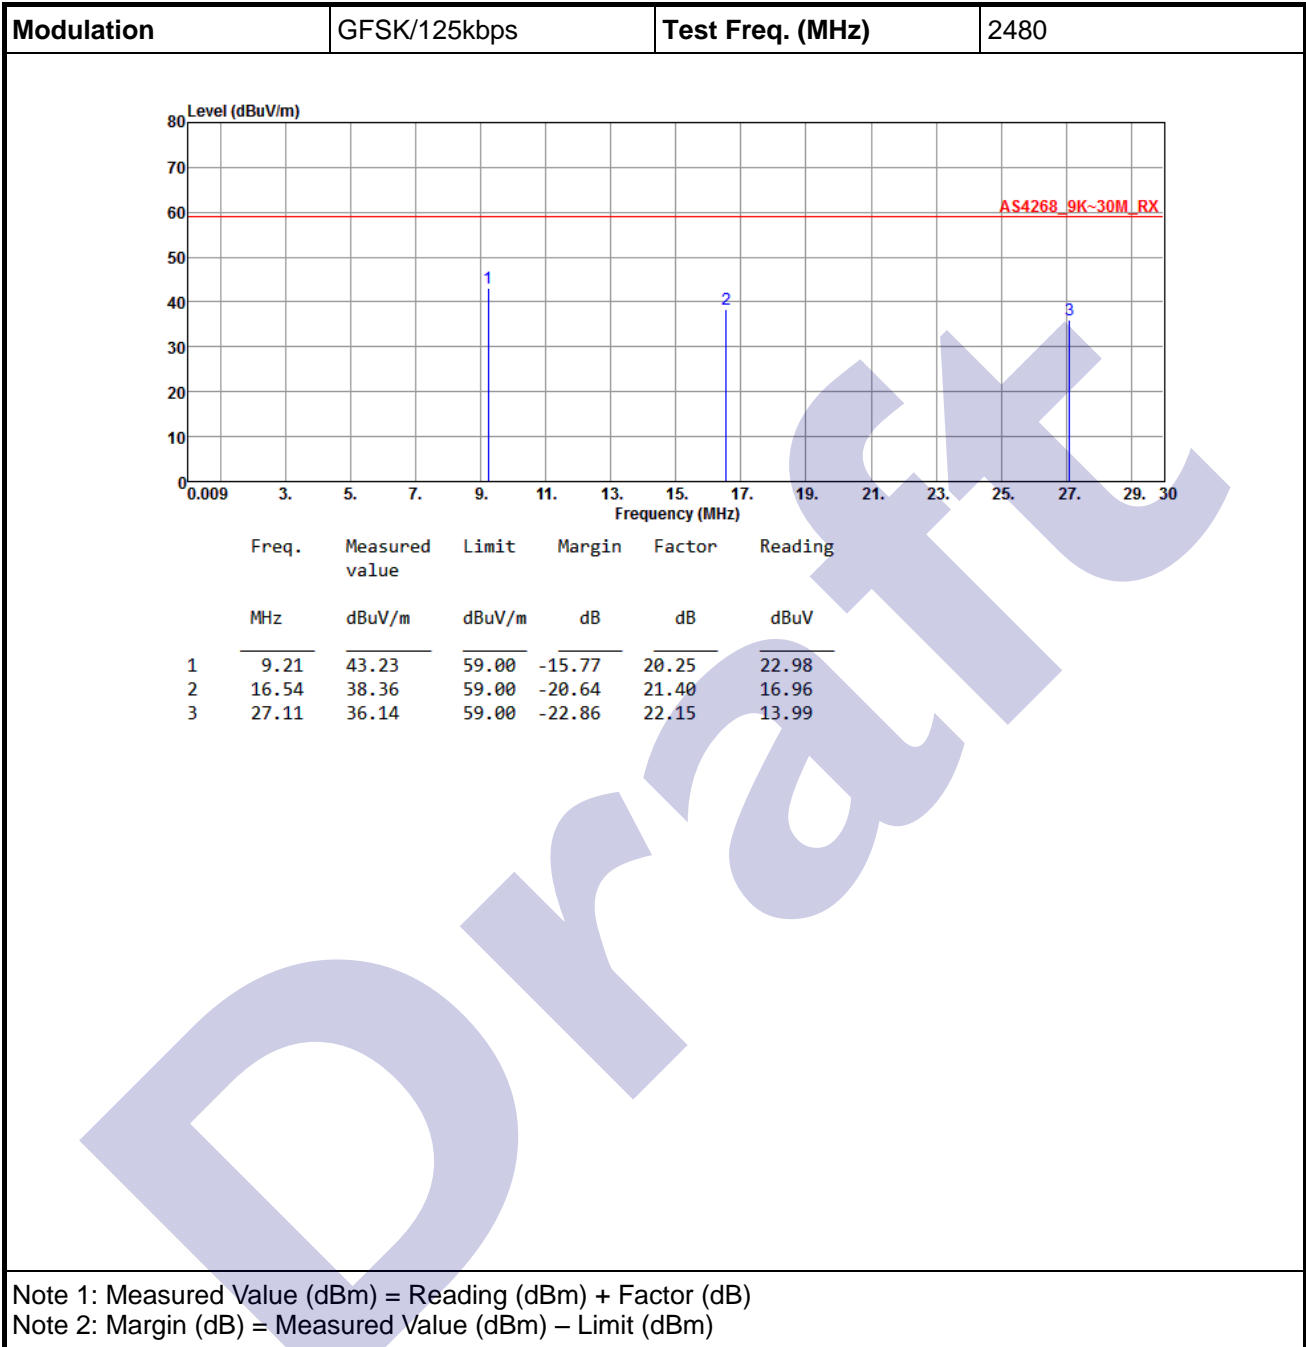 Modulation GFSK/125kbps Test Freq. (MHz) 2480
Level (dBuV/m)
80
70
60
AS4268_9K~30M_RX
50
1
40
2
3
30
20
10
0
0.009 3. 5. 7. 9. 11. 13. 15. 17. 19. 21. 23. 25. 27. 29. 30
Frequency (MHz)
Freq. Measured Limit Margin Factor Reading
value
MHz dBuV/m dBuV/m dB dB dBuV
1 9.21 43.23 59.00 -15.77 20.25 22.98
2 16.54 38.36 59.00 -20.64 21.40 16.96
3 27.11 36.14 59.00 -22.86 22.15 13.99
Draft
Note 1: Measured Value (dBm) = Reading (dBm) + Factor (dB)
Note 2: Margin (dB) = Measured Value (dBm) – Limit (dBm)